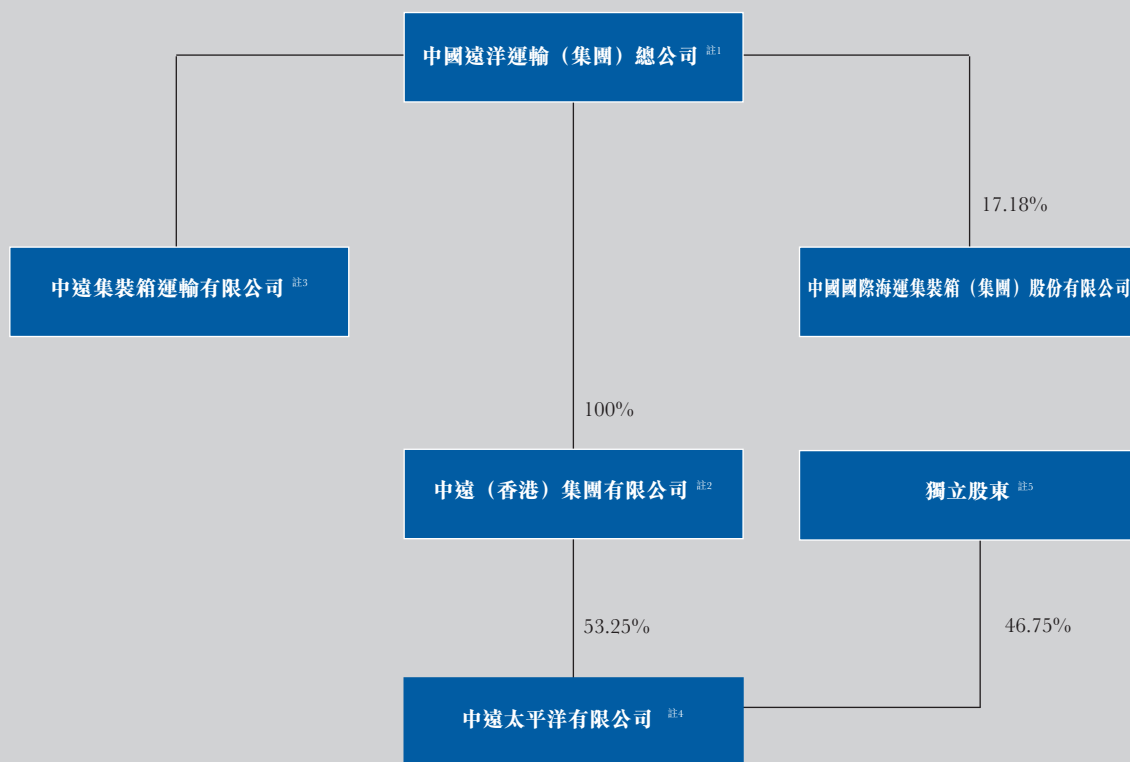 中國遠洋運輸（集團）總公司 註1
17.18%
中遠集裝箱運輸有限公司 註3
中國國際海運集裝箱（集團）股份有限公司
100%
中遠（香港）集團有限公司 註2
獨立股東 註5
53.25%
46.75%
中遠太平洋有限公司 註4